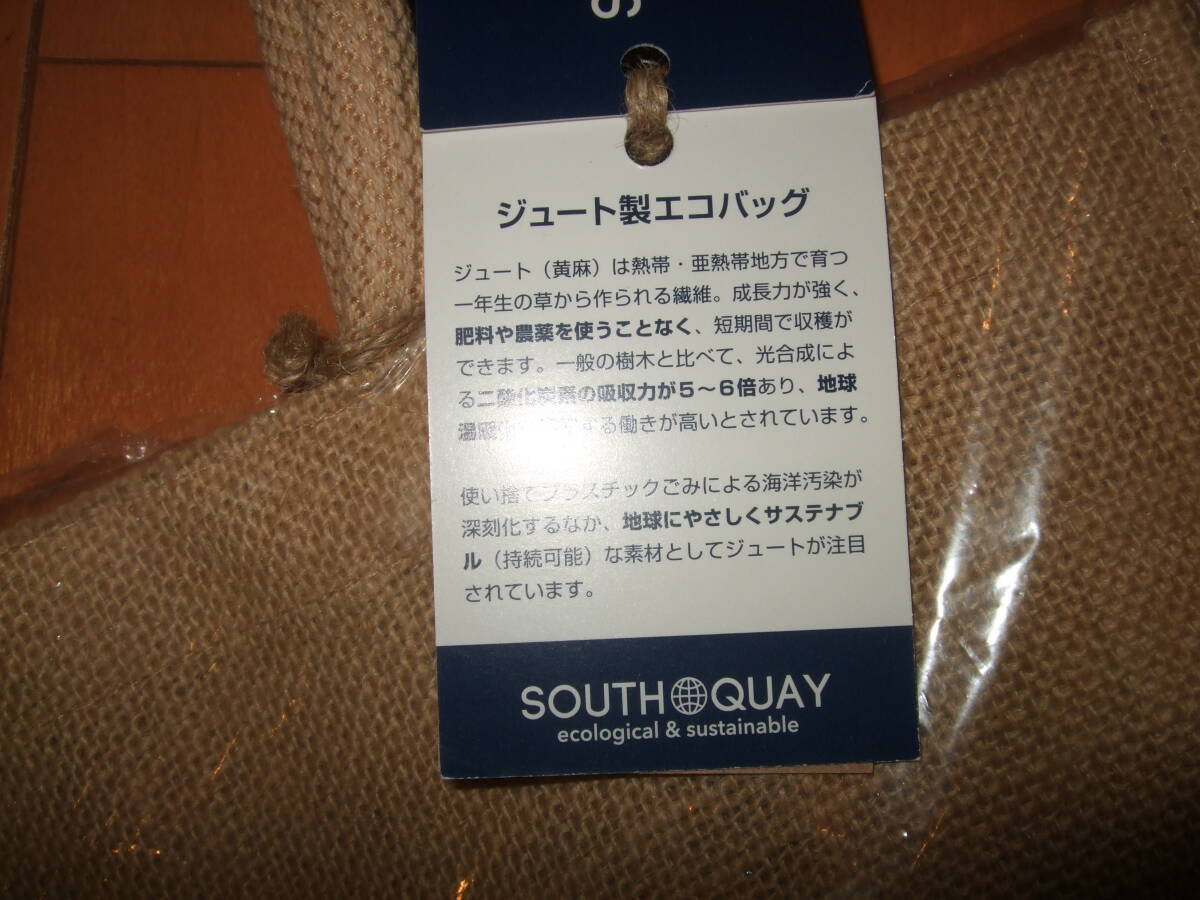 S
ジュート製エコバッグ
ジュート（黄麻）は熱帯・亜熱帯地方で育つ
一年生の草から作られる繊維。成長力が強く、
肥料や農薬を使うことなく、短期間で収穫が
できます。一般の樹木と比べて、光合成によ
る二酸化炭素の吸収力が5〜6倍あり、地球
温暖する働きが高いとされています。
使い捨てプラスチックごみによる海洋汚染が
深刻化するなか、地球にやさしくサステナブ
ル（持続可能）な素材としてジュートが注目
されています。
SOUTH QUAY
ecological & sustainable